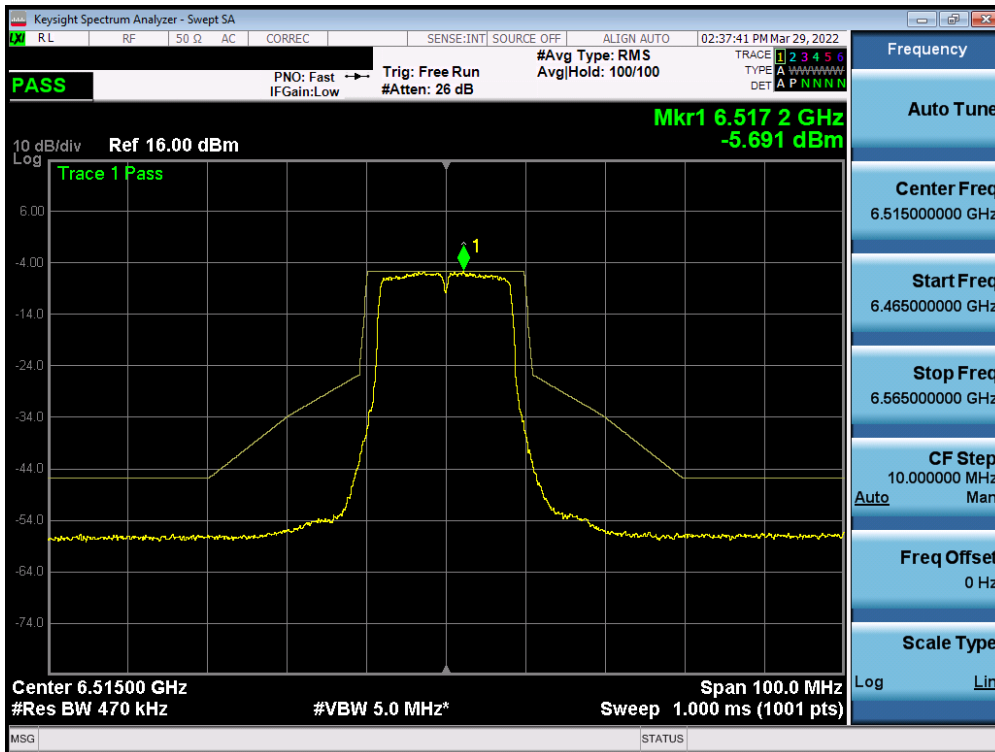 Keysight Spectrum Analyzer - Swept SA
LXI RL RF 50 Ω AC CORREC SENSE:INT SOURCE OFF ALIGN AUTO 02:37:41 PM Mar 29, 2022
PASS
PNO: Fast
IFGain:Low
Trig: Free Run
#Atten: 26 dB
#Avg Type: RMS
Avg|Hold: 100/100
TRACE 1 2 3 4 5 6
TYPE A WWWWW
DET A P N N N N
Mkr1 6.517 2 GHz
-5.691 dBm
10 dB/div Ref 16.00 dBm
Log
Trace 1 Pass
1
6.00
-4.00
-14.0
-24.0
-34.0
-44.0
-54.0
-64.0
-74.0
Center 6.51500 GHz Span 100.0 MHz
#Res BW 470 kHz #VBW 5.0 MHz* Sweep 1.000 ms (1001 pts)
MSG STATUS
Frequency
Auto Tune
Center Freq
6.515000000 GHz
Start Freq
6.465000000 GHz
Stop Freq
6.565000000 GHz
CF Step
10.000000 MHz
Auto Man
Freq Offset
0 Hz
Scale Type
Log Lin